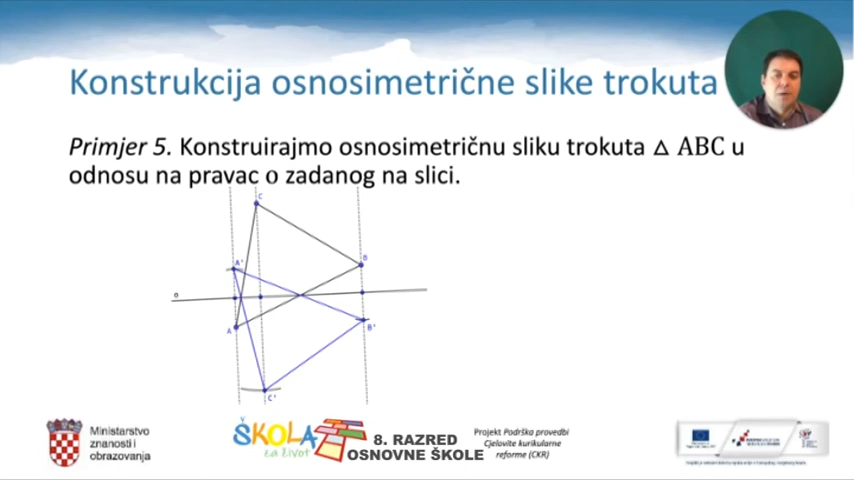 Konstrukcija osnosimetrične slike trokuta
Primjer 5. Konstruirajmo osnosimetričnu sliku trokuta △ ABC u
odnosu na pravac o zadanog na slici.
C
A'
B
o
A
B'
C'
Ministarstvo
znanosti i
obrazovanja
ŠKOLA
za život
8. RAZRED
OSNOVNE ŠKOLE
Projekt Podrška provedbi
Cjelovite kurikularne
reforme (CKR)